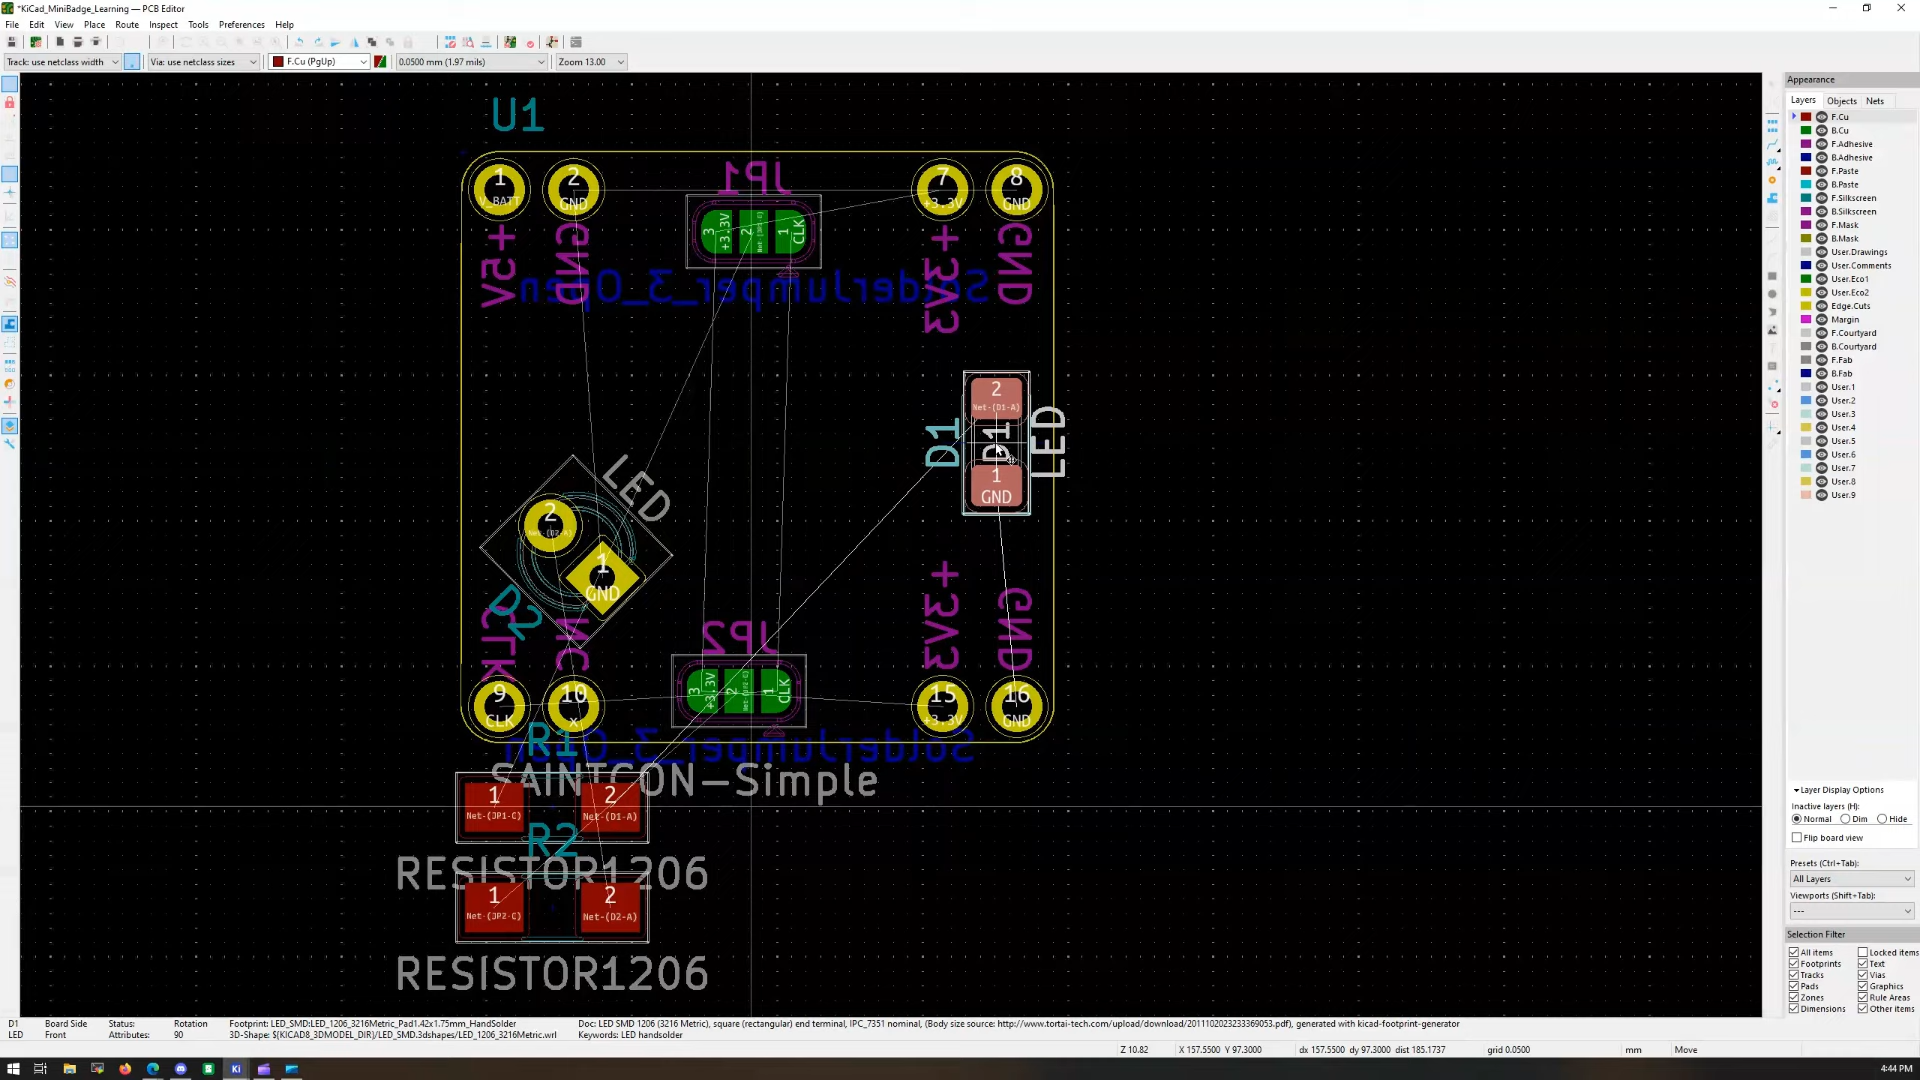 *KiCad_MiniBadge_Learning — PCB Editor
File Edit View Place Route Inspect Tools Preferences Help
Track: use netclass width Via: use netclass sizes F.Cu (PgUp) 0.0500 mm (1.97 mils) Zoom 13.00
Appearance
Layers Objects Nets
F.Cu
B.Cu
F.Adhesive
B.Adhesive
F.Paste
B.Paste
F.Silkscreen
B.Silkscreen
F.Mask
B.Mask
User.Drawings
User.Comments
User.Eco1
User.Eco2
Edge.Cuts
Margin
F.Courtyard
B.Courtyard
F.Fab
B.Fab
User.1
User.2
User.3
User.4
User.5
User.6
User.7
User.8
User.9
Layer Display Options
Inactive layers (H):
Normal Dim Hide
Flip board view
Presets (Ctrl+Tab):
All Layers
Viewports (Shift+Tab):
---
Selection Filter
All items Locked items
Footprints Text
Tracks Vias
Pads Graphics
Zones Rule Areas
Dimensions Other items
U1
JP1
1 2 7 8
V_BATT GND +3.3V GND
3 2 1
+3.3V CLK
+5V GND +3V3 GND
SolderJumper_3_Open
2
Net-(D1-A)
D1 D1 LED
1
GND
LED
2
Net-(D2-A)
1
GND
D2
CLK NC +3V3 GND
JP2
3 2 1
+3.3V CLK
9 10 15 16
CLK x +3.3V GND
SolderJumper_3_Open
R1
SAINTCON-Simple
1 2
Net-(JP1-C) Net-(D1-A)
R2
RESISTOR1206
1 2
Net-(JP2-C) Net-(D2-A)
RESISTOR1206
D1 Board Side Status: Rotation Footprint: LED_SMD:LED_1206_3216Metric_Pad1.42x1.75mm_HandSolder Doc: LED SMD 1206 (3216 Metric), square (rectangular) end terminal, IPC_7351 nominal, (Body size source: http://www.tortai-tech.com/upload/download/2011102023233369053.pdf), generated with kicad-footprint-generator
LED Front Attributes: 90 3D-Shape: ${KICAD8_3DMODEL_DIR}/LED_SMD.3dshapes/LED_1206_3216Metric.wrl Keywords: LED handsolder
Z 10.82 X 157.5500 Y 97.3000 dx 157.5500 dy 97.3000 dist 185.1737 grid 0.0500 mm Move
Ki
4:44 PM